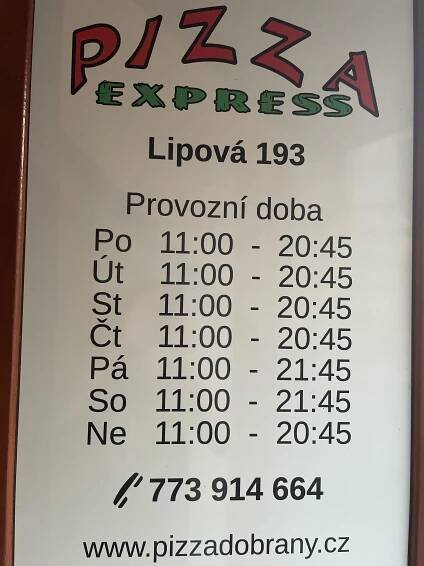 PIZZA
EXPRESS
Lipová 193
Provozní doba
Po 11:00 - 20:45
Út 11:00 - 20:45
St 11:00 - 20:45
Čt 11:00 - 20:45
Pá 11:00 - 21:45
So 11:00 - 21:45
Ne 11:00 - 20:45
773 914 664
www.pizzadobrany.cz